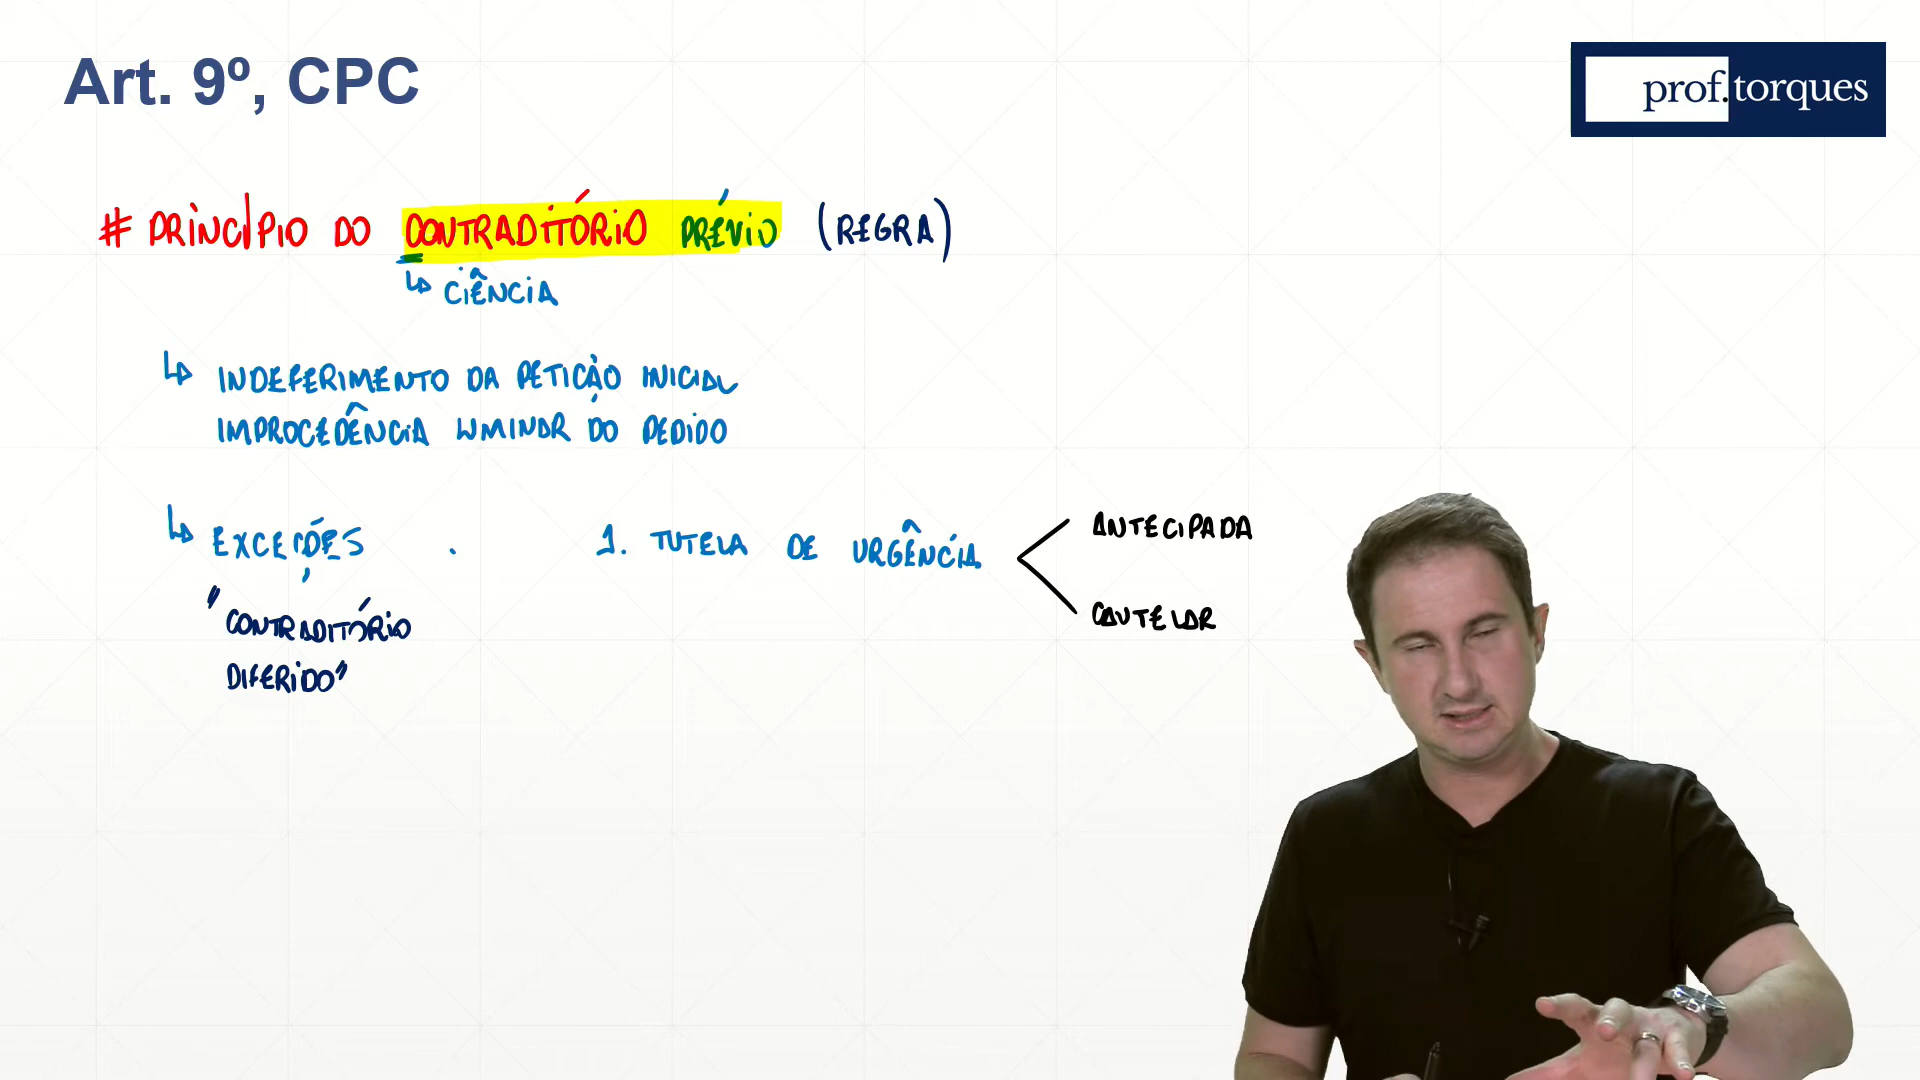 Art. 9º, CPC
prof.torques
# PRINCÍPIO DO CONTRADITÓRIO PRÉVIO (REGRA)
↳ CIÊNCIA
↳ INDEFERIMENTO DA PETIÇÃO INICIAL
IMPROCEDÊNCIA LIMINAR DO PEDIDO
↳ EXCEÇÕES . 1. TUTELA DE URGÊNCIA
ANTECIPADA
CAUTELAR
"CONTRADITÓRIO
DIFERIDO"